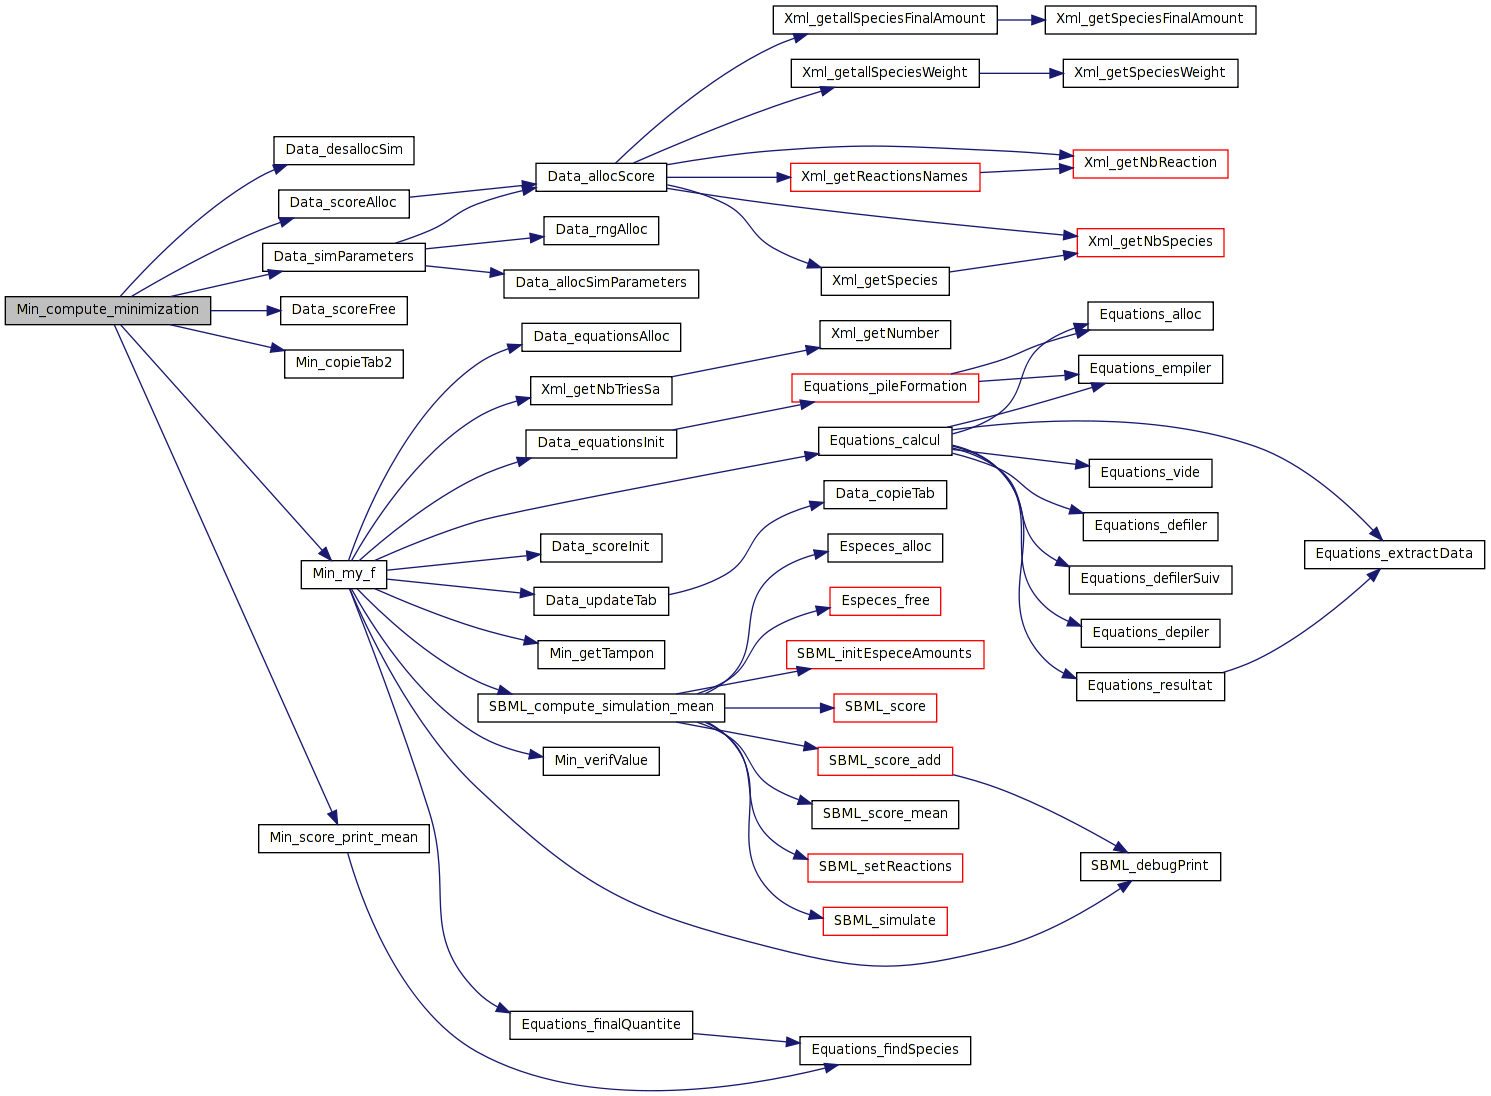 Xml_getallSpeciesFinalAmount
Xml_getSpeciesFinalAmount
Xml_getallSpeciesWeight
Xml_getSpeciesWeight
Data_desallocSim
Data_allocScore
Xml_getReactionsNames
Xml_getNbReaction
Data_scoreAlloc
Data_rngAlloc
Xml_getNbSpecies
Data_simParameters
Data_allocSimParameters
Xml_getSpecies
Min_compute_minimization
Data_scoreFree
Min_copieTab2
Data_equationsAlloc
Xml_getNumber
Equations_alloc
Xml_getNbTriesSa
Equations_pileFormation
Equations_empiler
Data_equationsInit
Equations_calcul
Equations_vide
Data_copieTab
Equations_defiler
Min_my_f
Data_scoreInit
Especes_alloc
Equations_extractData
Data_updateTab
Especes_free
Equations_defilerSuiv
Min_getTampon
SBML_initEspeceAmounts
Equations_depiler
SBML_compute_simulation_mean
SBML_score
Equations_resultat
Min_verifValue
SBML_score_add
SBML_score_mean
Min_score_print_mean
SBML_setReactions
SBML_debugPrint
SBML_simulate
Equations_finalQuantite
Equations_findSpecies